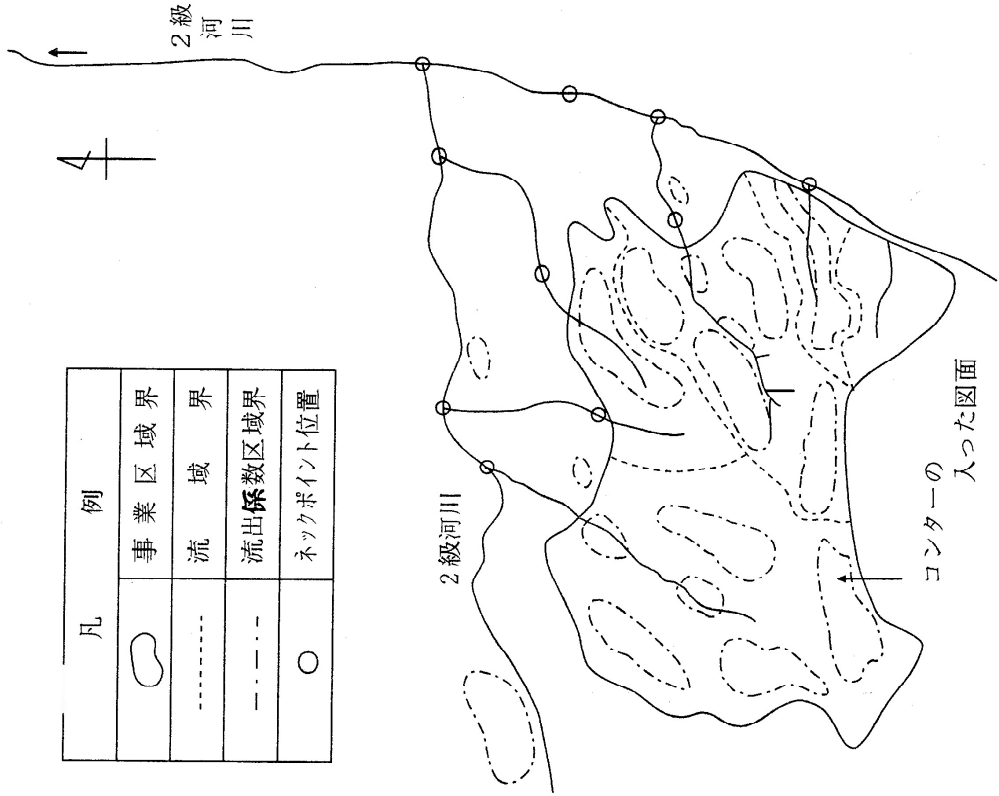 凡 例
事業区域界
流域界
流出係数区域界
ネックポイント位置
2級河川
2級河川
コンターの
入った図面